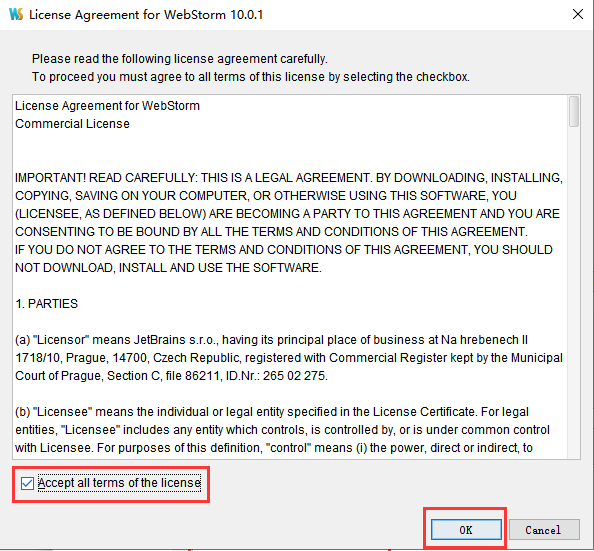 License Agreement for WebStorm 10.0.1
Please read the following license agreement carefully.
To proceed you must agree to all terms of this license by selecting the checkbox.
License Agreement for WebStorm
Commercial License
IMPORTANT! READ CAREFULLY: THIS IS A LEGAL AGREEMENT. BY DOWNLOADING, INSTALLING,
COPYING, SAVING ON YOUR COMPUTER, OR OTHERWISE USING THIS SOFTWARE, YOU
(LICENSEE, AS DEFINED BELOW) ARE BECOMING A PARTY TO THIS AGREEMENT AND YOU ARE
CONSENTING TO BE BOUND BY ALL THE TERMS AND CONDITIONS OF THIS AGREEMENT.
IF YOU DO NOT AGREE TO THE TERMS AND CONDITIONS OF THIS AGREEMENT, YOU SHOULD
NOT DOWNLOAD, INSTALL AND USE THE SOFTWARE.
1. PARTIES
(a) "Licensor" means JetBrains s.r.o., having its principal place of business at Na hrebenech II
1718/10, Prague, 14700, Czech Republic, registered with Commercial Register kept by the Municipal
Court of Prague, Section C, file 86211, ID.Nr.: 265 02 275.
(b) "Licensee" means the individual or legal entity specified in the License Certificate. For legal
entities, "Licensee" includes any entity which controls, is controlled by, or is under common control
with Licensee. For purposes of this definition, "control" means (i) the power, direct or indirect, to
Accept all terms of the license
OK
Cancel